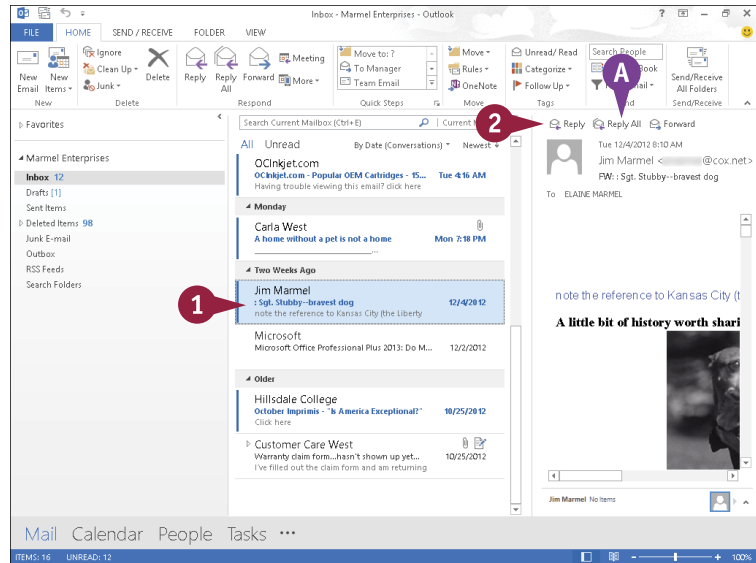 Inbox - Marmel Enterprises - Outlook
FILE HOME SEND / RECEIVE FOLDER VIEW
New Email
New Items
New
Ignore
Clean Up
Junk
Delete
Delete
Reply
Reply All
Forward
Meeting
More
Respond
Move to: ?
To Manager
Team Email
Quick Steps
Move
Rules
OneNote
Move
Unread/ Read
Categorize
Follow Up
Tags
Search People
Book
Send/Receive All Folders
Send/Receive
A
2
1
Favorites
Marmel Enterprises
Inbox 12
Drafts [1]
Sent Items
Deleted Items 98
Junk E-mail
Outbox
RSS Feeds
Search Folders
Search Current Mailbox (Ctrl+E)
All Unread By Date (Conversations) Newest
OCInkjet.com
OCInkjet.com - Popular OEM Cartridges - 15... Tue 4:16 AM
Having trouble viewing this email? click here
Monday
Carla West
A home without a pet is not a home Mon 7:18 PM
Two Weeks Ago
Jim Marmel
: Sgt. Stubby--bravest dog 12/4/2012
note the reference to Kansas City (the Liberty
Microsoft
Microsoft Office Professional Plus 2013: Do M... 12/2/2012
Older
Hillsdale College
October Imprimis - "Is America Exceptional?" 10/25/2012
Click here
Customer Care West
Warranty claim form...hasn't shown up yet... 10/25/2012
I've filled out the claim form and am returning
Reply Reply All Forward
Tue 12/4/2012 8:10 AM
Jim Marmel < @cox.net>
FW: : Sgt. Stubby--bravest dog
To ELAINE MARMEL
note the reference to Kansas City (t
A little bit of history worth shari
Jim Marmel No Items
Mail Calendar People Tasks ...
ITEMS: 16 UNREAD: 12
100%